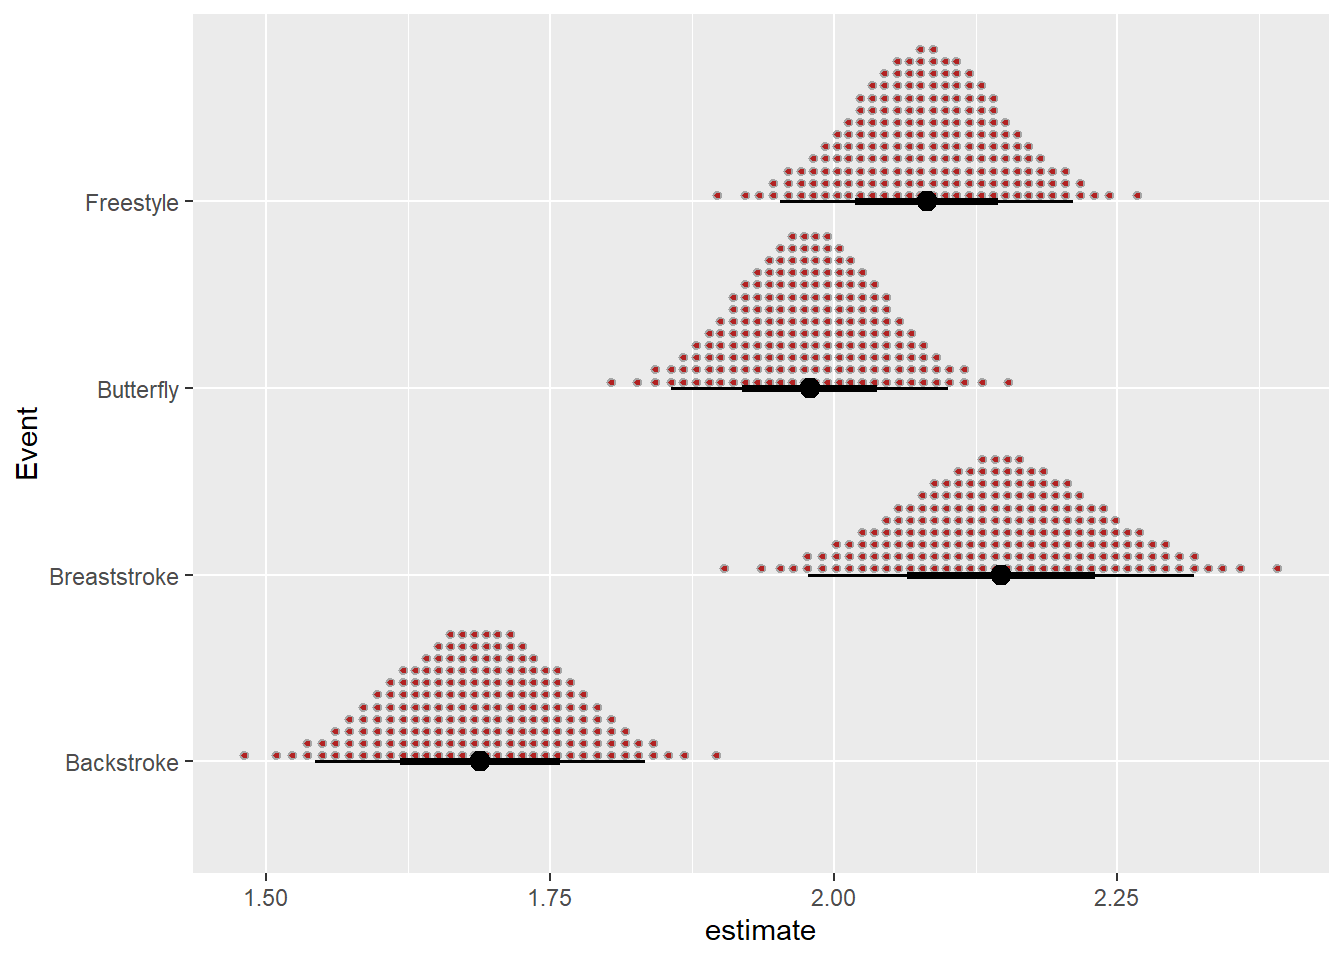 Freestyle
Butterfly
Breaststroke
Backstroke
Event
1.50 1.75 2.00 2.25
estimate